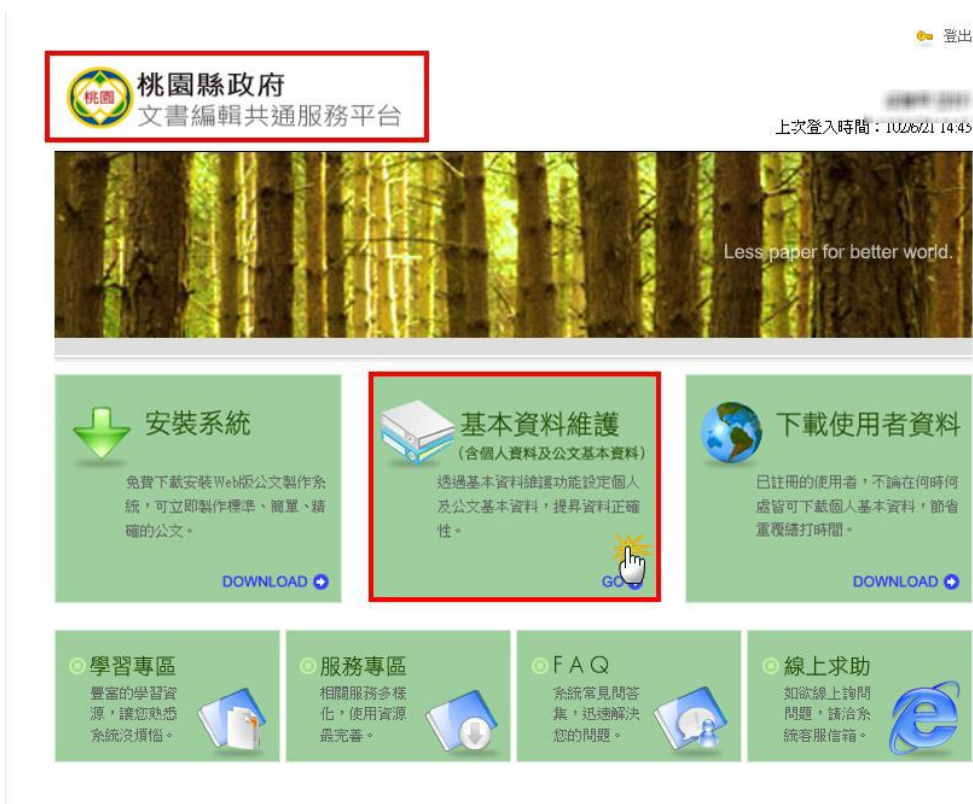 登出
桃園
桃園縣政府
文書編輯共通服務平台
上次登入時間：102/6/21 14:43
Less paper for better world.
安裝系統
免費下載安裝Web版公文製作系
統，可立即製作標準、簡單、精
確的公文。
DOWNLOAD
基本資料維護
(含個人資料及公文基本資料)
透過基本資料維護功能設定個人
及公文基本資料，提昇資料正確
性。
GO
下載使用者資料
已註冊的使用者，不論在何時何
處皆可下載個人基本資料，節省
重覆繕打時間。
DOWNLOAD
學習專區
豐富的學習資
源，讓您熟悉
系統沒煩惱。
服務專區
相關服務多樣
化，使用資源
最完善。
FAQ
系統常見問答
集，迅速解決
您的問題。
線上求助
如欲線上詢問
問題，請洽系
統客服信箱。